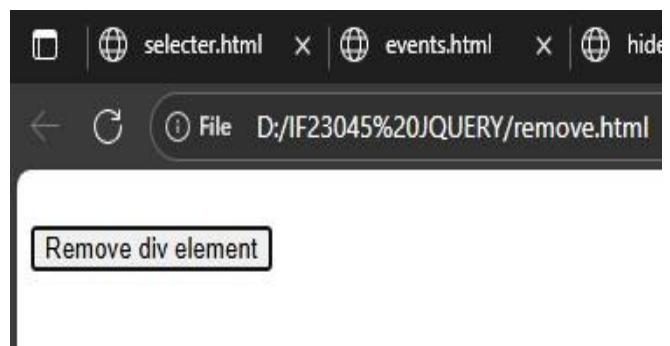 selecter.html events.html hide
File D:/IF23045%20JQUERY/remove.html
Remove div element